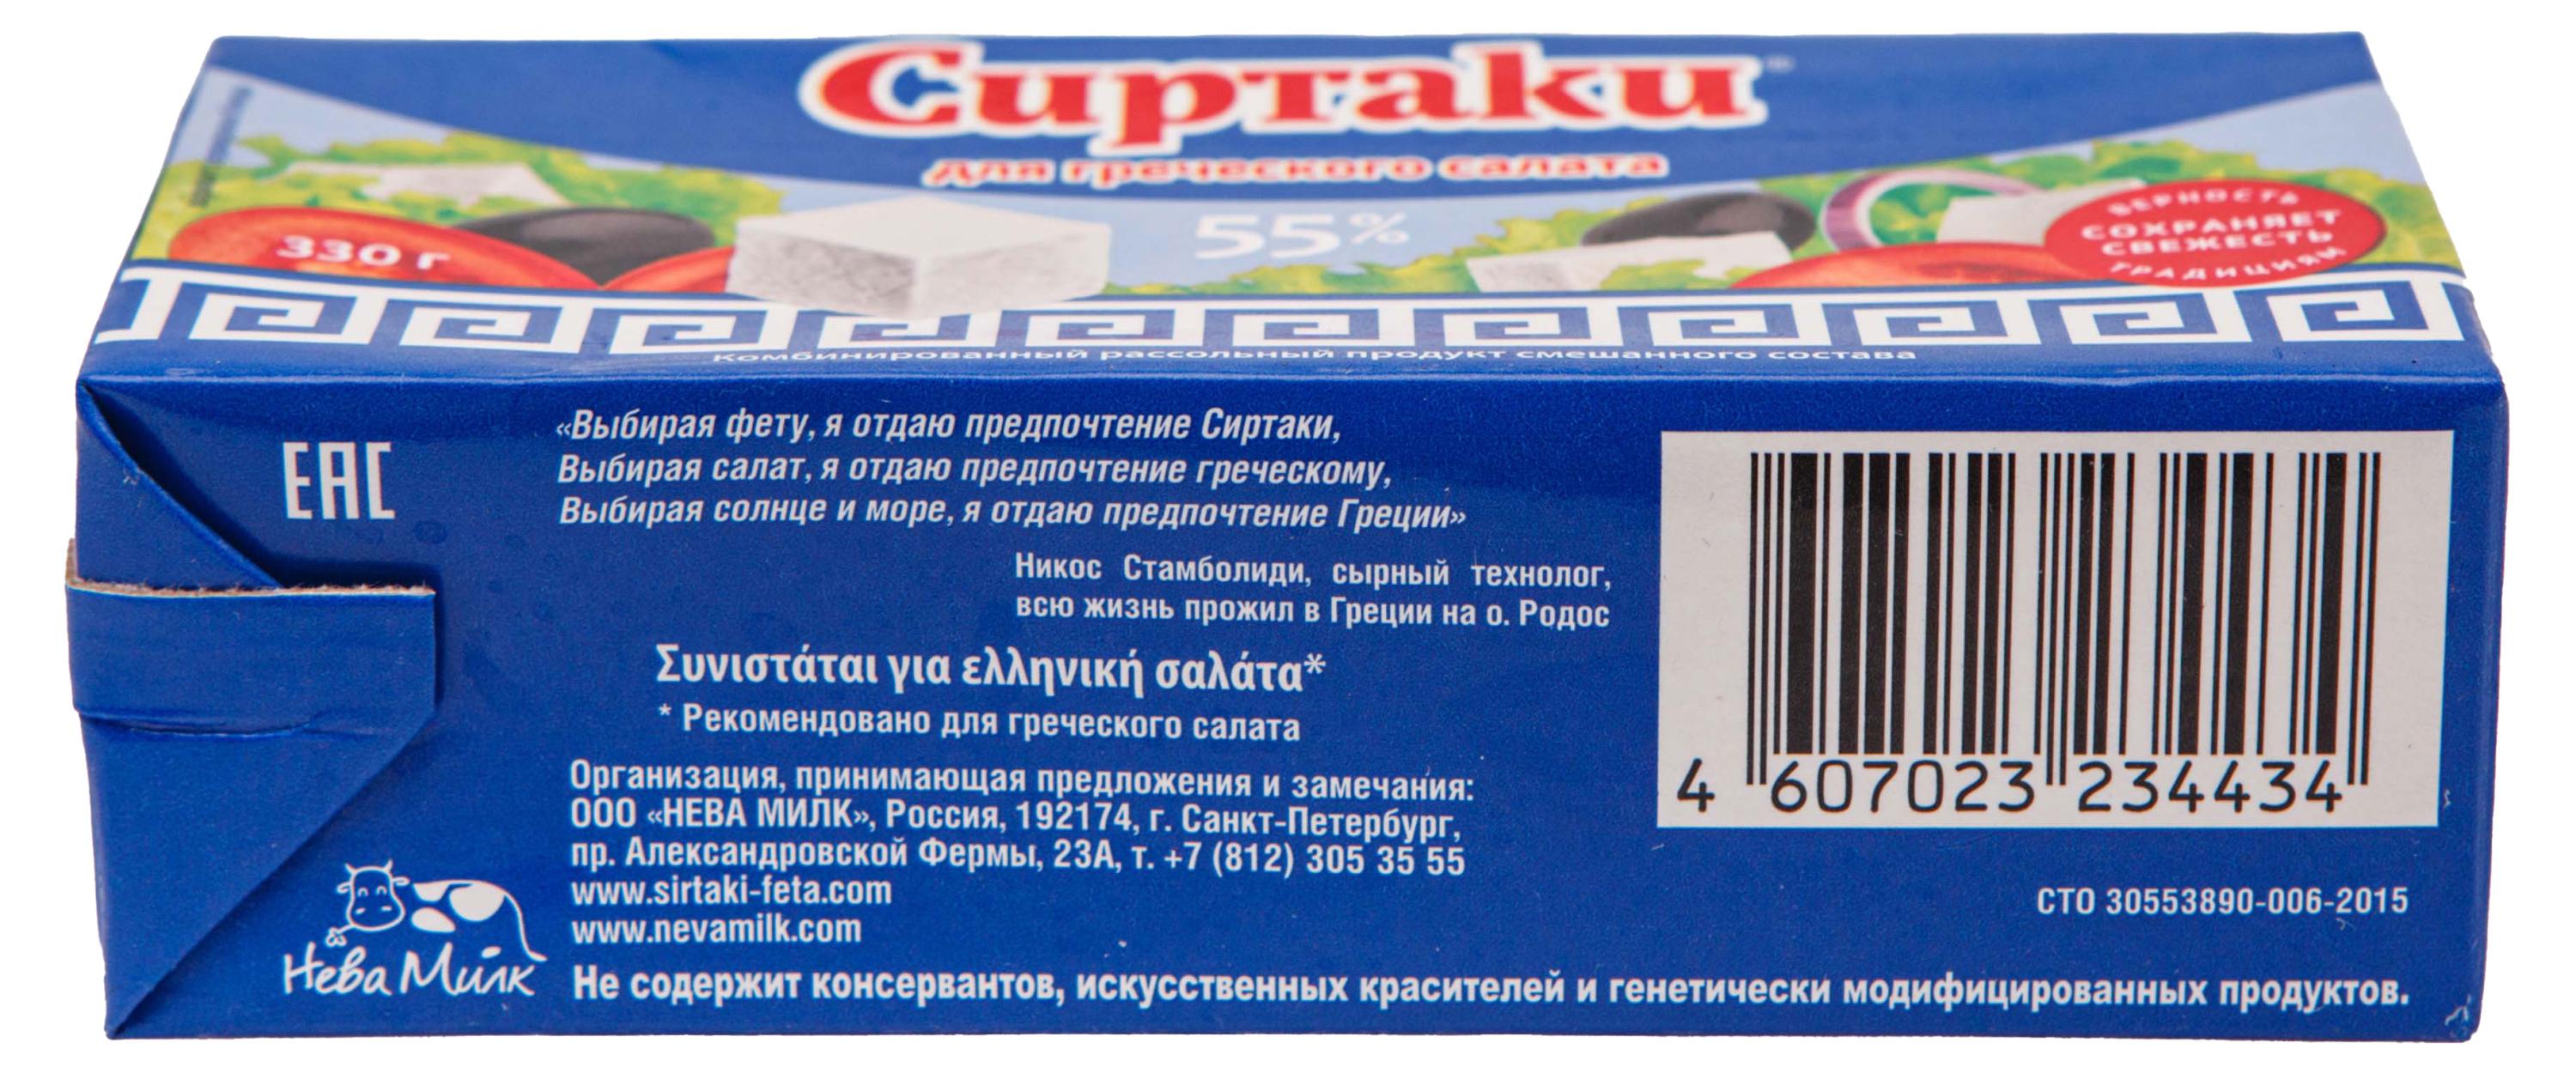 Сиртаки
для греческого салата
330 г
55%
ВЕРНОСТЬ
СОХРАНЯЕТ
СВЕЖЕСТЬ
ТРАДИЦИЯМ
Комбинированный рассольный продукт смешанного состава
ЕАС
«Выбирая фету, я отдаю предпочтение Сиртаки,
Выбирая салат, я отдаю предпочтение греческому,
Выбирая солнце и море, я отдаю предпочтение Греции»
Никос Стамболиди, сырный технолог,
всю жизнь прожил в Греции на о. Родос
Συνιστάται για ελληνική σαλάτα*
* Рекомендовано для греческого салата
Организация, принимающая предложения и замечания:
ООО «НЕВА МИЛК», Россия, 192174, г. Санкт-Петербург,
пр. Александровской Фермы, 23А, т. +7 (812) 305 35 55
www.sirtaki-feta.com
www.nevamilk.com
Нева Милк
Не содержит консервантов, искусственных красителей и генетически модифицированных продуктов.
4 607023 234434
СТО 30553890-006-2015